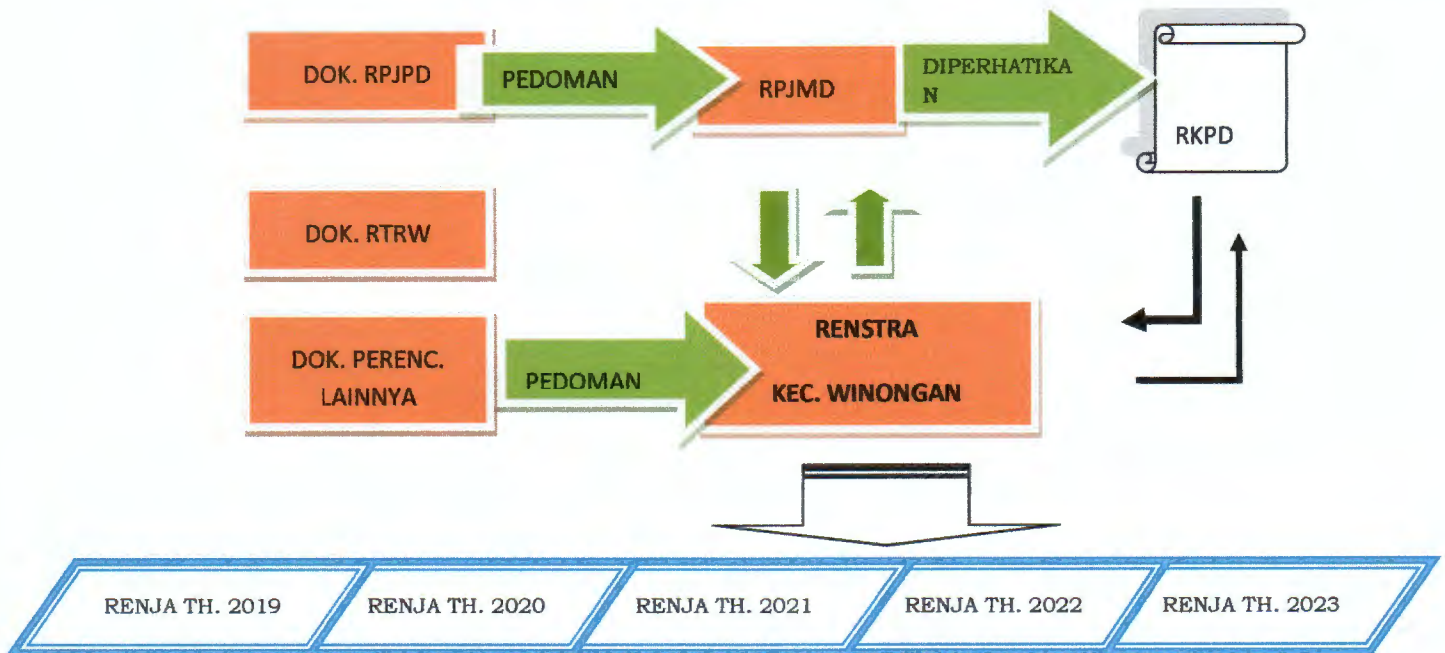 DOK. RPJPD
PEDOMAN
RPJMD
DIPERHATIKA
N
RKPD
DOK. RTRW
DOK. PERENC.
LAINNYA
PEDOMAN
RENSTRA
KEC. WINONGAN
RENJA TH. 2019
RENJA TH. 2020
RENJA TH. 2021
RENJA TH. 2022
RENJA TH. 2023